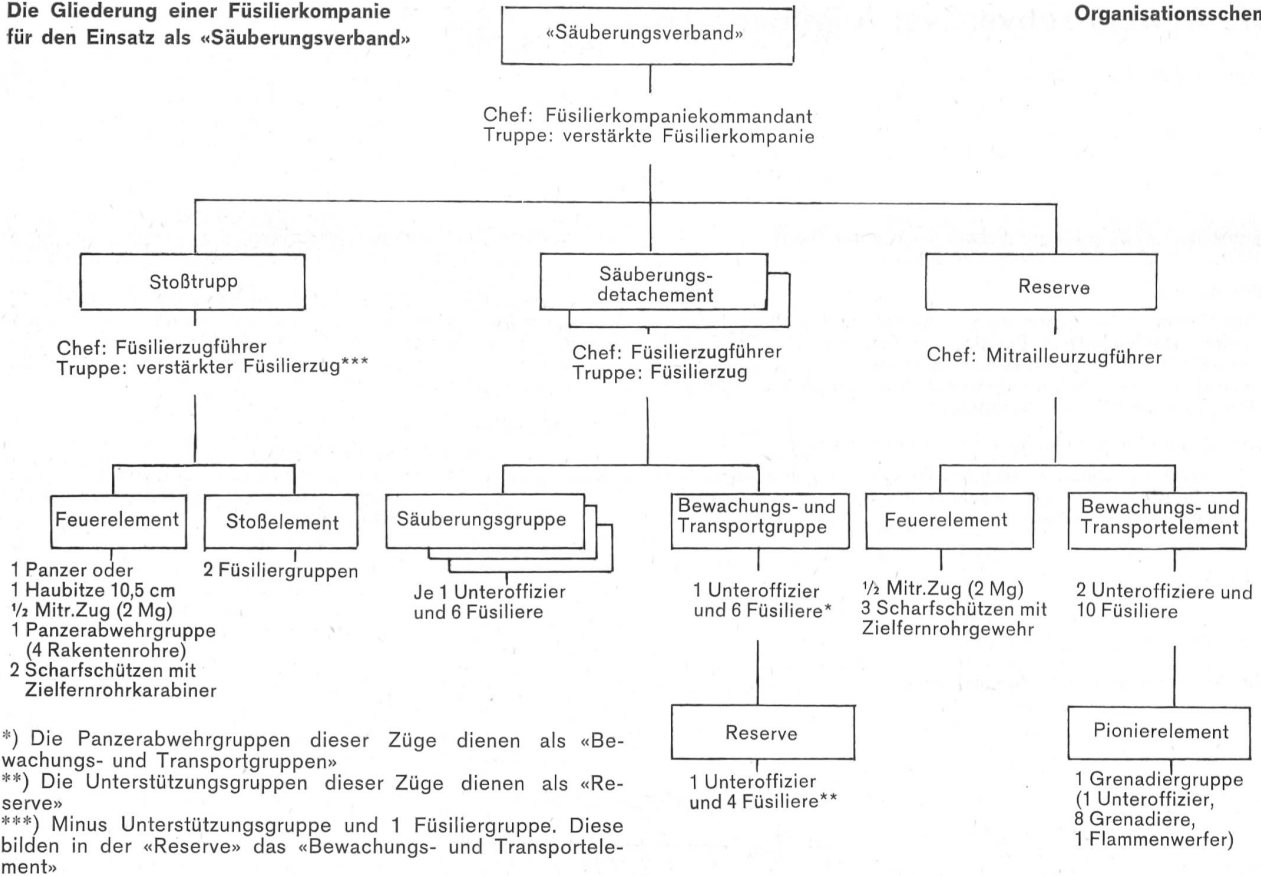 Die Gliederung einer Füsilierkompanie
für den Einsatz als «Säuberungsverband»
Organisationsschem
«Säuberungsverband»
Chef: Füsilierkompaniekommandant
Truppe: verstärkte Füsilierkompanie
Stoßtrupp
Chef: Füsilierzugführer
Truppe: verstärkter Füsilierzug***
Säuberungs-
detachement
Chef: Füsilierzugführer
Truppe: Füsilierzug
Reserve
Chef: Mitrailleurzugführer
Feuerelement
1 Panzer oder
1 Haubitze 10,5 cm
½ Mitr.Zug (2 Mg)
1 Panzerabwehrgruppe
(4 Rakentenrohre)
2 Scharfschützen mit
Zielfernrohrkarabiner
Stoßelement
2 Füsiliergruppen
Säuberungsgruppe
Je 1 Unteroffizier
und 6 Füsiliere
Bewachungs- und
Transportgruppe
1 Unteroffizier
und 6 Füsiliere*
Reserve
1 Unteroffizier
und 4 Füsiliere**
Feuerelement
½ Mitr.Zug (2 Mg)
3 Scharfschützen mit
Zielfernrohrgewehr
Bewachungs- und
Transportelement
2 Unteroffiziere und
10 Füsiliere
Pionierelement
1 Grenadiergruppe
(1 Unteroffizier,
8 Grenadiere,
1 Flammenwerfer)
*) Die Panzerabwehrgruppen dieser Züge dienen als «Be-
wachungs- und Transportgruppen»
**) Die Unterstützungsgruppen dieser Züge dienen als «Re-
serve»
***) Minus Unterstützungsgruppe und 1 Füsiliergruppe. Diese
bilden in der «Reserve» das «Bewachungs- und Transportele-
ment»